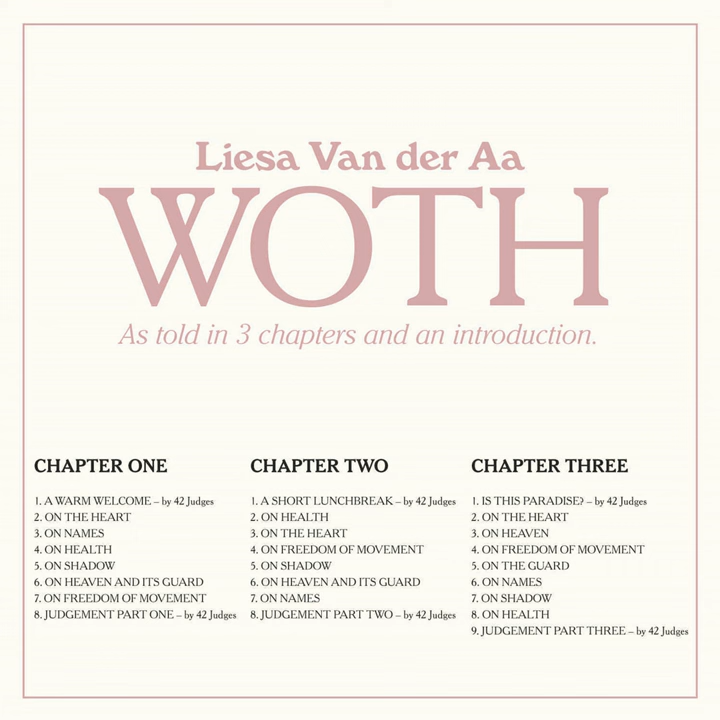 Liesa Van der Aa
WOTH
As told in 3 chapters and an introduction.
CHAPTER ONE
1. A WARM WELCOME – by 42 Judges
2. ON THE HEART
3. ON NAMES
4. ON HEALTH
5. ON SHADOW
6. ON HEAVEN AND ITS GUARD
7. ON FREEDOM OF MOVEMENT
8. JUDGEMENT PART ONE – by 42 Judges
CHAPTER TWO
1. A SHORT LUNCHBREAK – by 42 Judges
2. ON HEALTH
3. ON THE HEART
4. ON FREEDOM OF MOVEMENT
5. ON SHADOW
6. ON HEAVEN AND ITS GUARD
7. ON NAMES
8. JUDGEMENT PART TWO – by 42 Judges
CHAPTER THREE
1. IS THIS PARADISE? – by 42 Judges
2. ON THE HEART
3. ON HEAVEN
4. ON FREEDOM OF MOVEMENT
5. ON THE GUARD
6. ON NAMES
7. ON SHADOW
8. ON HEALTH
9. JUDGEMENT PART THREE – by 42 Judges